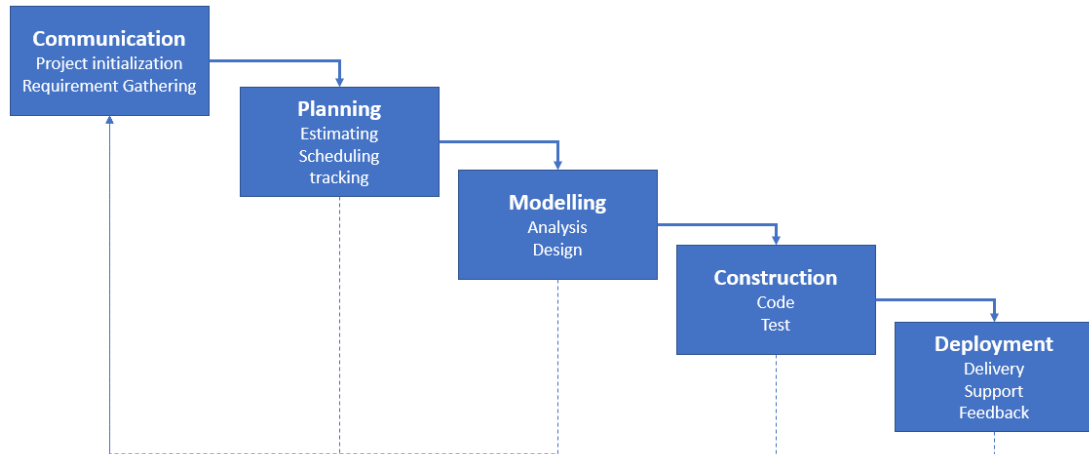 Communication
Project initialization
Requirement Gathering
Planning
Estimating
Scheduling
tracking
Modelling
Analysis
Design
Construction
Code
Test
Deployment
Delivery
Support
Feedback